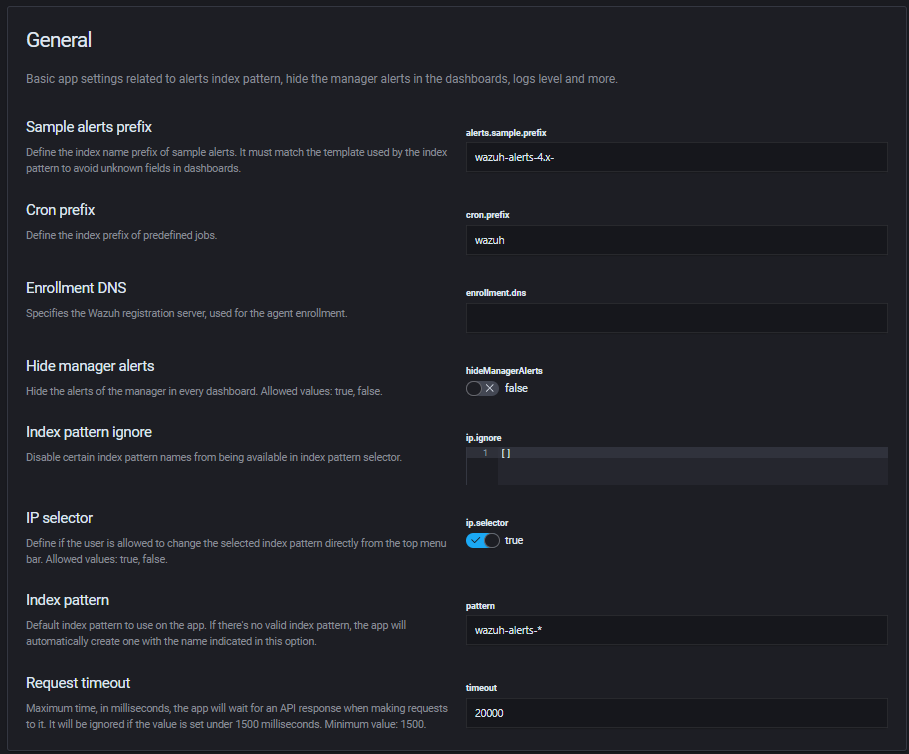 General
Basic app settings related to alerts index pattern, hide the manager alerts in the dashboards, logs level and more.
Sample alerts prefix
Define the index name prefix of sample alerts. It must match the template used by the index
pattern to avoid unknown fields in dashboards.
alerts.sample.prefix
wazuh-alerts-4.x-
Cron prefix
Define the index prefix of predefined jobs.
cron.prefix
wazuh
Enrollment DNS
Specifies the Wazuh registration server, used for the agent enrollment.
enrollment.dns
Hide manager alerts
Hide the alerts of the manager in every dashboard. Allowed values: true, false.
hideManagerAlerts
false
Index pattern ignore
Disable certain index pattern names from being available in index pattern selector.
ip.ignore
1 []
IP selector
Define if the user is allowed to change the selected index pattern directly from the top menu
bar. Allowed values: true, false.
ip.selector
true
Index pattern
Default index pattern to use on the app. If there's no valid index pattern, the app will
automatically create one with the name indicated in this option.
pattern
wazuh-alerts-*
Request timeout
Maximum time, in milliseconds, the app will wait for an API response when making requests
to it. It will be ignored if the value is set under 1500 milliseconds. Minimum value: 1500.
timeout
20000